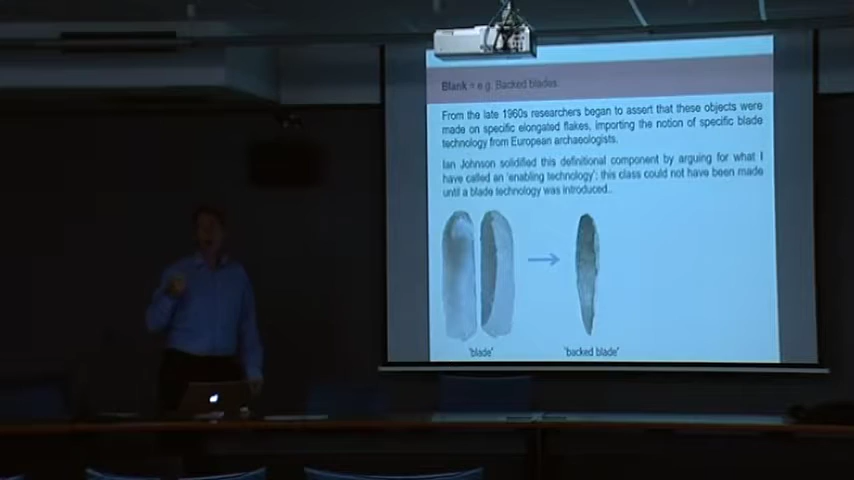 Blank = e.g. Backed blades.
From the late 1960s researchers began to assert that these objects were
made on specific elongated flakes, importing the notion of specific blade
technology from European archaeologists.
Ian Johnson solidified this definitional component by arguing for what I
have called an 'enabling technology': this class could not have been made
until a blade technology was introduced..
'blade'
'backed blade'